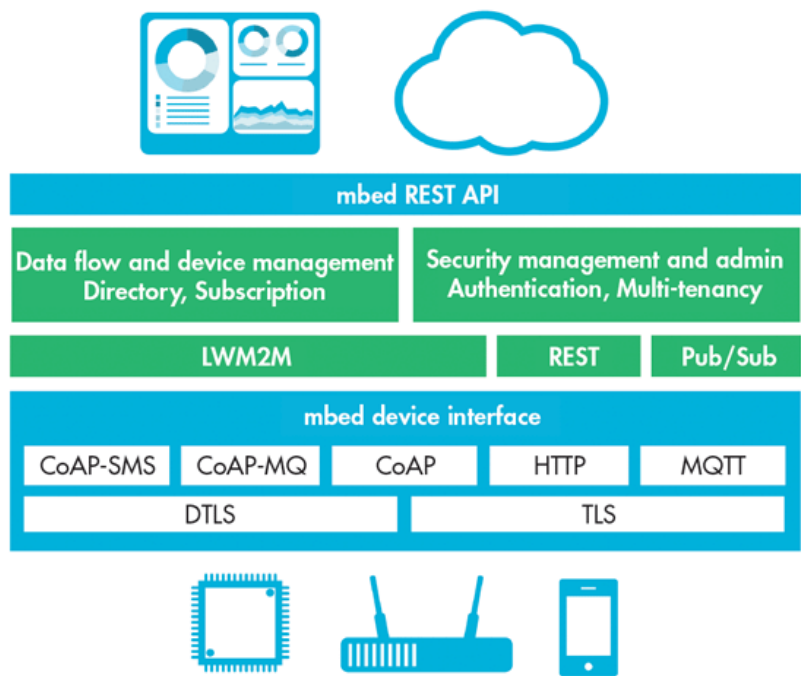 mbed REST API
Data flow and device management
Directory, Subscription
Security management and admin
Authentication, Multi-tenancy
LWM2M
REST
Pub/Sub
mbed device interface
CoAP-SMS
CoAP-MQ
CoAP
HTTP
MQTT
DTLS
TLS